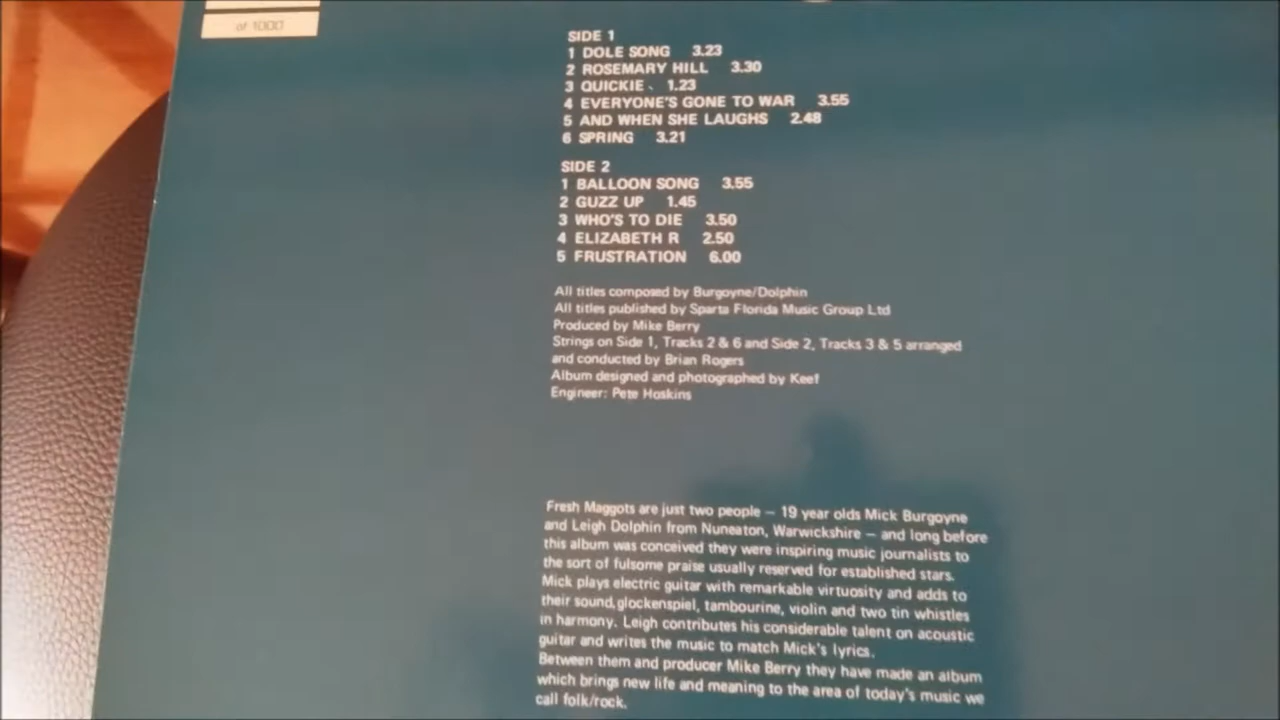 of 1000
SIDE 1
1 DOLE SONG 3.23
2 ROSEMARY HILL 3.30
3 QUICKIE 1.23
4 EVERYONE'S GONE TO WAR 3.55
5 AND WHEN SHE LAUGHS 2.48
6 SPRING 3.21
SIDE 2
1 BALLOON SONG 3.55
2 GUZZ UP 1.45
3 WHO'S TO DIE 3.50
4 ELIZABETH R 2.50
5 FRUSTRATION 6.00
All titles composed by Burgoyne/Dolphin
All titles published by Sparta Florida Music Group Ltd
Produced by Mike Berry
Strings on Side 1, Tracks 2 & 6 and Side 2, Tracks 3 & 5 arranged
and conducted by Brian Rogers
Album designed and photographed by Keef
Engineer: Pete Hoskins
Fresh Maggots are just two people – 19 year olds Mick Burgoyne
and Leigh Dolphin from Nuneaton, Warwickshire – and long before
this album was conceived they were inspiring music journalists to
the sort of fulsome praise usually reserved for established stars.
Mick plays electric guitar with remarkable virtuosity and adds to
their sound, glockenspiel, tambourine, violin and two tin whistles
in harmony. Leigh contributes his considerable talent on acoustic
guitar and writes the music to match Mick's lyrics.
Between them and producer Mike Berry they have made an album
which brings new life and meaning to the area of today's music we
call folk/rock.